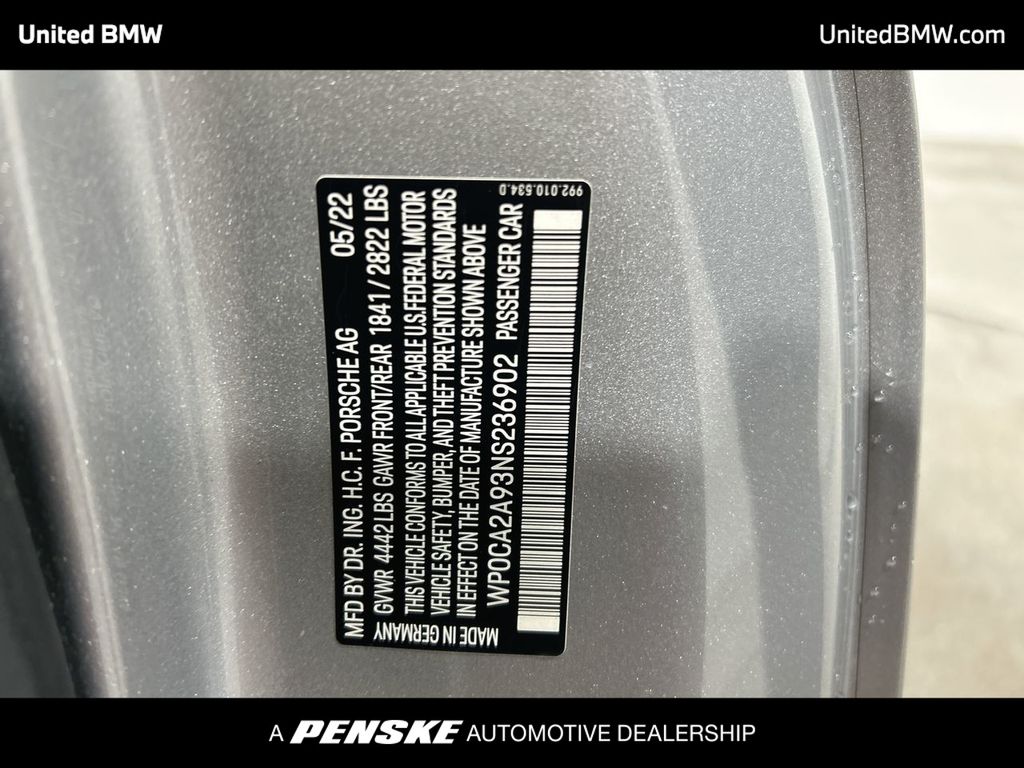 United BMW
UnitedBMW.com
MFD BY DR. ING. H.C. F. PORSCHE AG 05/22
GVWR 4442 LBS GAWR FRONT/REAR 1841 / 2822 LBS
THIS VEHICLE CONFORMS TO ALL APPLICABLE U.S. FEDERAL MOTOR
VEHICLE SAFETY, BUMPER, AND THEFT PREVENTION STANDARDS
IN EFFECT ON THE DATE OF MANUFACTURE SHOWN ABOVE
WP0CA2A93NS236902 PASSENGER CAR
MADE IN GERMANY
992.010.534.D
A PENSKE AUTOMOTIVE DEALERSHIP